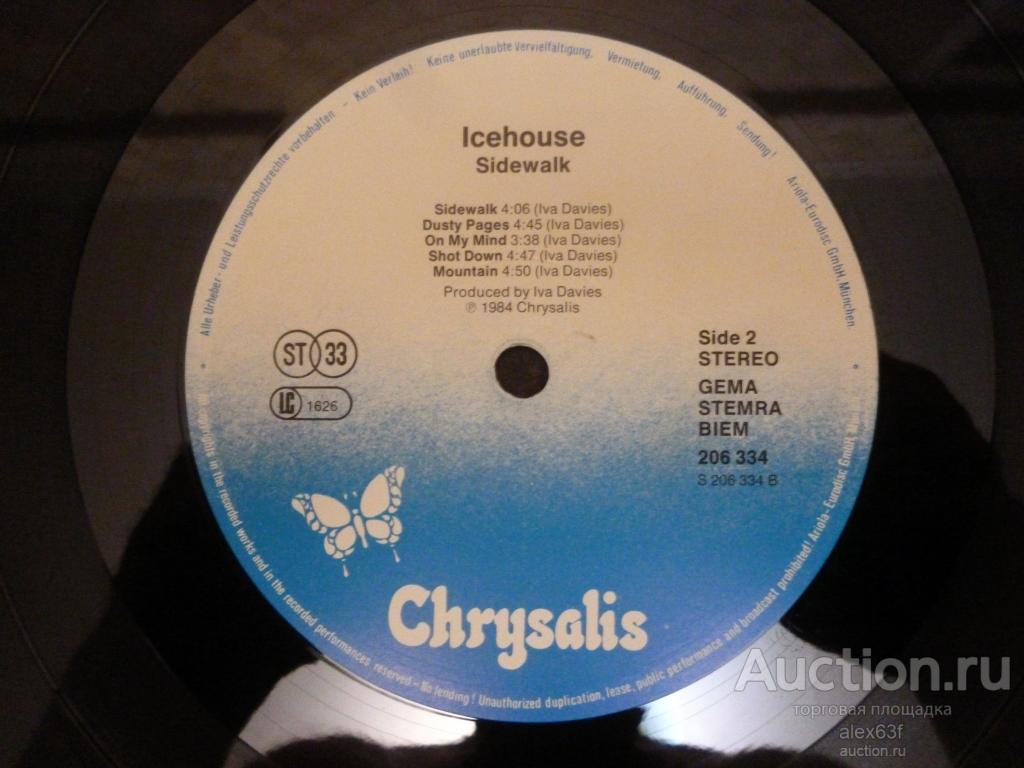 Alle Urheber- und Leistungsschutzrechte vorbehalten - Kein Verleih! Keine unerlaubte Vervielfältigung, Vermietung, Aufführung, Sendung! Ariola-Eurodisc GmbH, München.
Icehouse
Sidewalk
Sidewalk 4:06 (Iva Davies)
Dusty Pages 4:45 (Iva Davies)
On My Mind 3:38 (Iva Davies)
Shot Down 4:47 (Iva Davies)
Mountain 4:50 (Iva Davies)
Produced by Iva Davies
℗ 1984 Chrysalis
ST 33
LC 1626
Side 2
STEREO
GEMA
STEMRA
BIEM
206 334
S 206 334 B
Chrysalis
copyrights in the recorded works and in the recorded performances reserved - No lending! Unauthorized duplication, lease, public performance and broadcast prohibited! Ariola-Eurodisc GmbH
Auction.ru
торговая площадка
alex63f
auction.ru